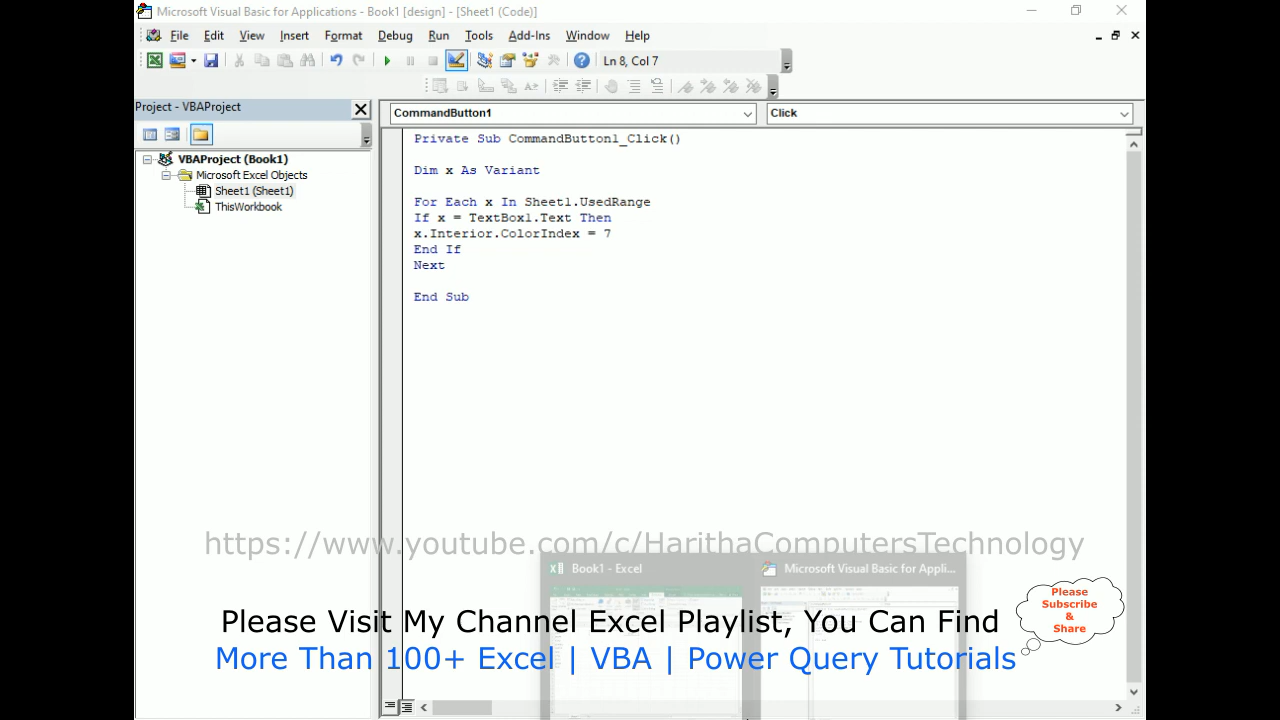 Microsoft Visual Basic for Applications - Book1 [design] - [Sheet1 (Code)]
File Edit View Insert Format Debug Run Tools Add-Ins Window Help
Ln 8, Col 7
Project - VBAProject
CommandButton1
Click
VBAProject (Book1)
Microsoft Excel Objects
Sheet1 (Sheet1)
ThisWorkbook
Private Sub CommandButton1_Click()
Dim x As Variant
For Each x In Sheet1.UsedRange
If x = TextBox1.Text Then
x.Interior.ColorIndex = 7
End If
Next
End Sub
https://www.youtube.com/c/HarithaComputersTechnology
Book1 - Excel
Microsoft Visual Basic for Appli...
Please Visit My Channel Excel Playlist, You Can Find
More Than 100+ Excel | VBA | Power Query Tutorials
Please
Subscribe
&
Share